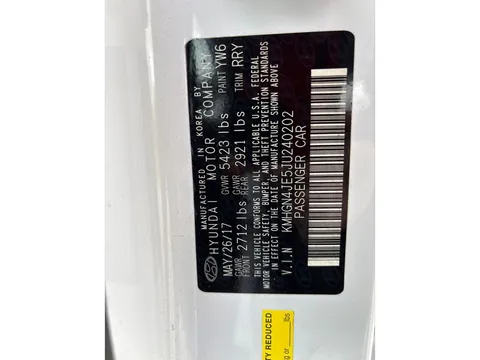 MANUFACTURED IN KOREA BY
HYUNDAI MOTOR COMPANY
MAY/26/17 GVWR 5423 lbs PAINT YW6
GAWR FRONT 2712 lbs GAWR REAR 2921 lbs TRIM RRY
THIS VEHICLE CONFORMS TO ALL APPLICABLE U.S.A. FEDERAL
MOTOR VEHICLE SAFETY, BUMPER, AND THEFT PREVENTION STANDARDS
IN EFFECT ON THE DATE OF MANUFACTURE SHOWN ABOVE
V.I.N KMHGN4JE5JU240202
PASSENGER CAR
TY REDUCED
lbs